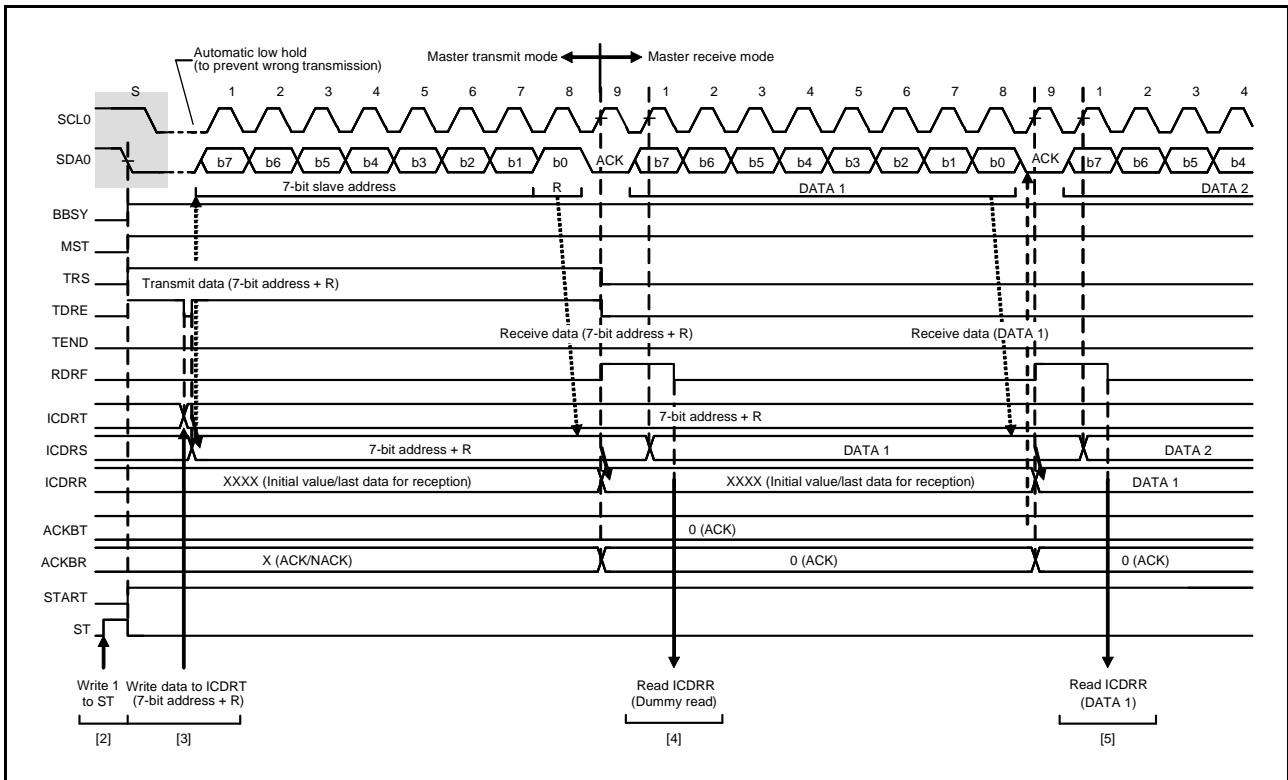 Automatic low hold
(to prevent wrong transmission)
Master transmit mode
Master receive mode
S 1 2 3 4 5 6 7 8 9 1 2 3 4 5 6 7 8 9 1 2 3 4
SCL0
SDA0 b7 b6 b5 b4 b3 b2 b1 b0 ACK b7 b6 b5 b4 b3 b2 b1 b0 ACK b7 b6 b5 b4
7-bit slave address R DATA 1 DATA 2
BBSY
MST
TRS
Transmit data (7-bit address + R)
TDRE
Receive data (7-bit address + R) Receive data (DATA 1)
TEND
RDRF
ICDRT 7-bit address + R
ICDRS 7-bit address + R DATA 1 DATA 2
ICDRR XXXX (Initial value/last data for reception) XXXX (Initial value/last data for reception) DATA 1
ACKBT 0 (ACK)
ACKBR X (ACK/NACK) 0 (ACK) 0 (ACK)
START
ST
Write 1
to ST
Write data to ICDRT
(7-bit address + R)
Read ICDRR
(Dummy read)
Read ICDRR
(DATA 1)
[2] [3] [4] [5]